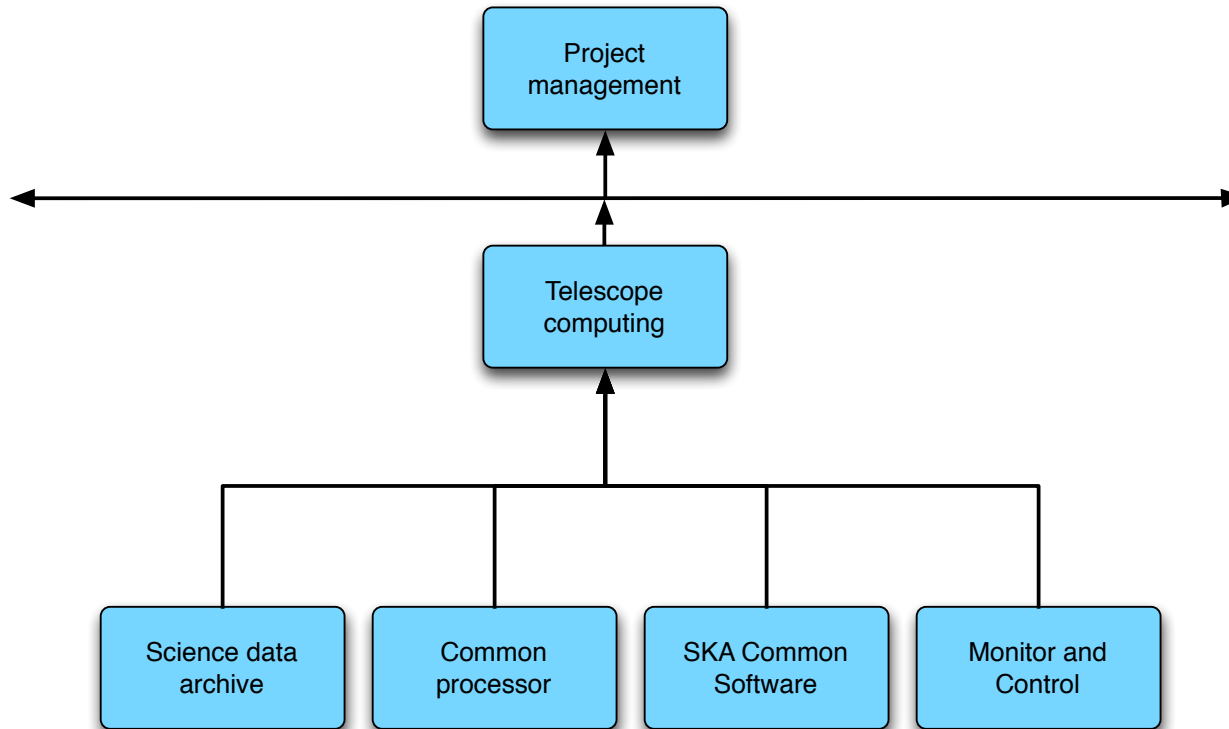 Project
management
Telescope
computing
Science data
archive
Common
processor
SKA Common
Software
Monitor and
Control